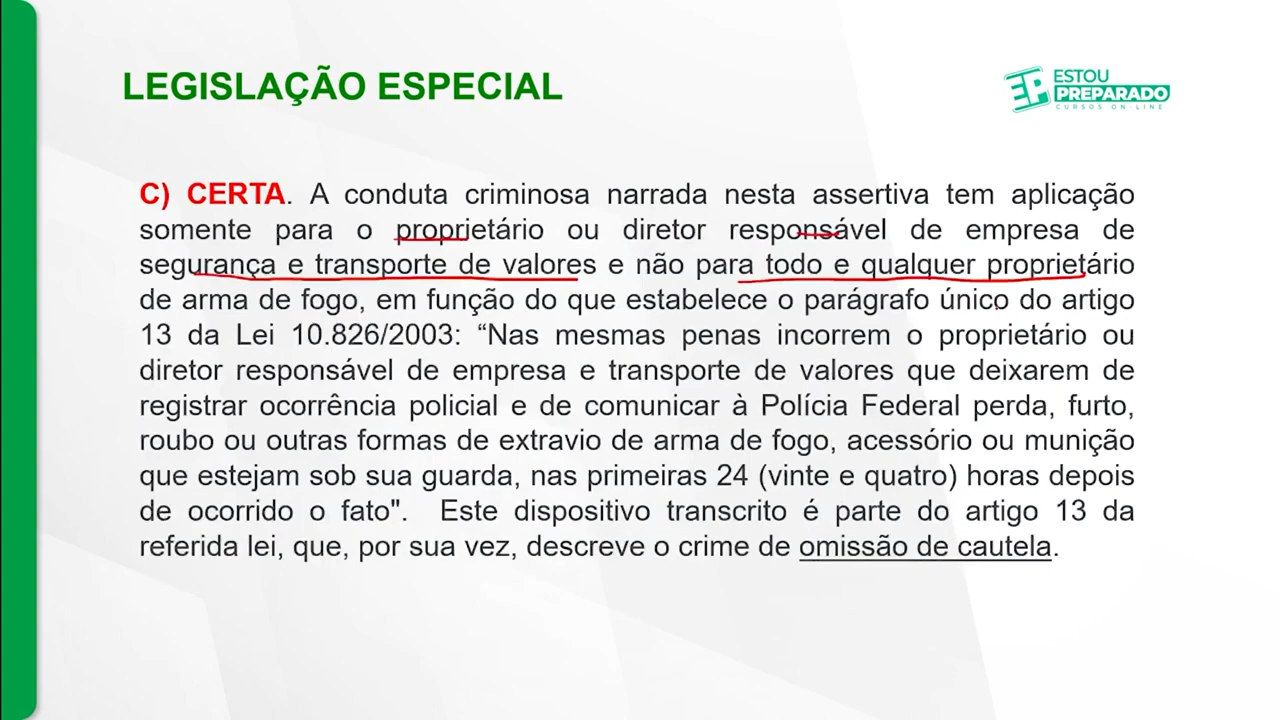 LEGISLAÇÃO ESPECIAL
ESTOU
PREPARADO
CURSOS ON-LINE
C) CERTA. A conduta criminosa narrada nesta assertiva tem aplicação
somente para o proprietário ou diretor responsável de empresa de
segurança e transporte de valores e não para todo e qualquer proprietário
de arma de fogo, em função do que estabelece o parágrafo único do artigo
13 da Lei 10.826/2003: “Nas mesmas penas incorrem o proprietário ou
diretor responsável de empresa e transporte de valores que deixarem de
registrar ocorrência policial e de comunicar à Polícia Federal perda, furto,
roubo ou outras formas de extravio de arma de fogo, acessório ou munição
que estejam sob sua guarda, nas primeiras 24 (vinte e quatro) horas depois
de ocorrido o fato". Este dispositivo transcrito é parte do artigo 13 da
referida lei, que, por sua vez, descreve o crime de omissão de cautela.